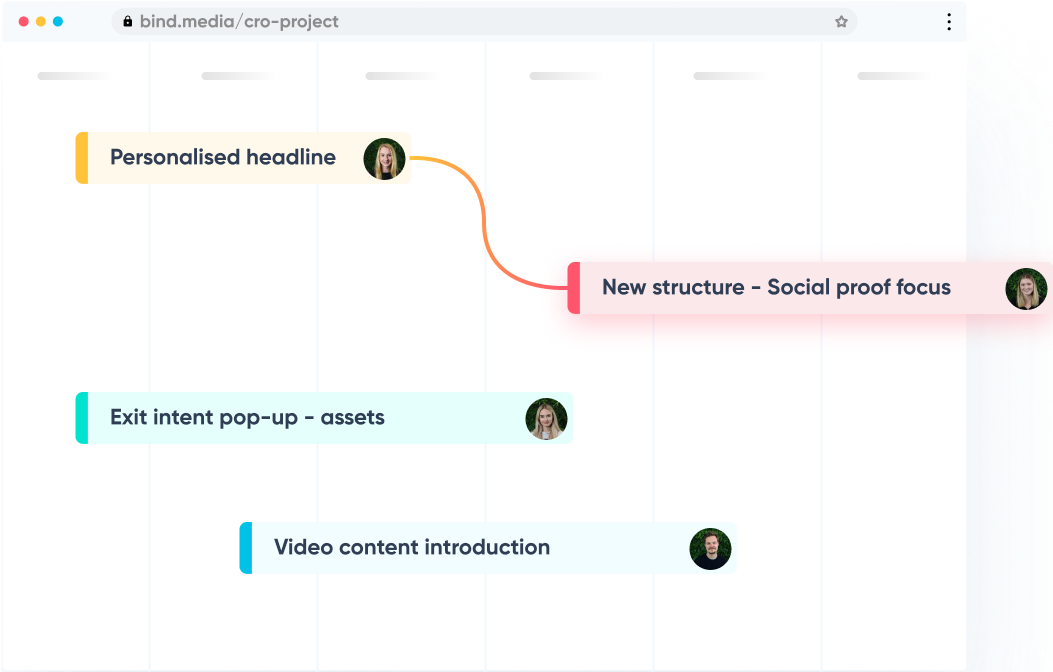 bind.media/cro-project
Personalised headline
New structure - Social proof focus
Exit intent pop-up - assets
Video content introduction